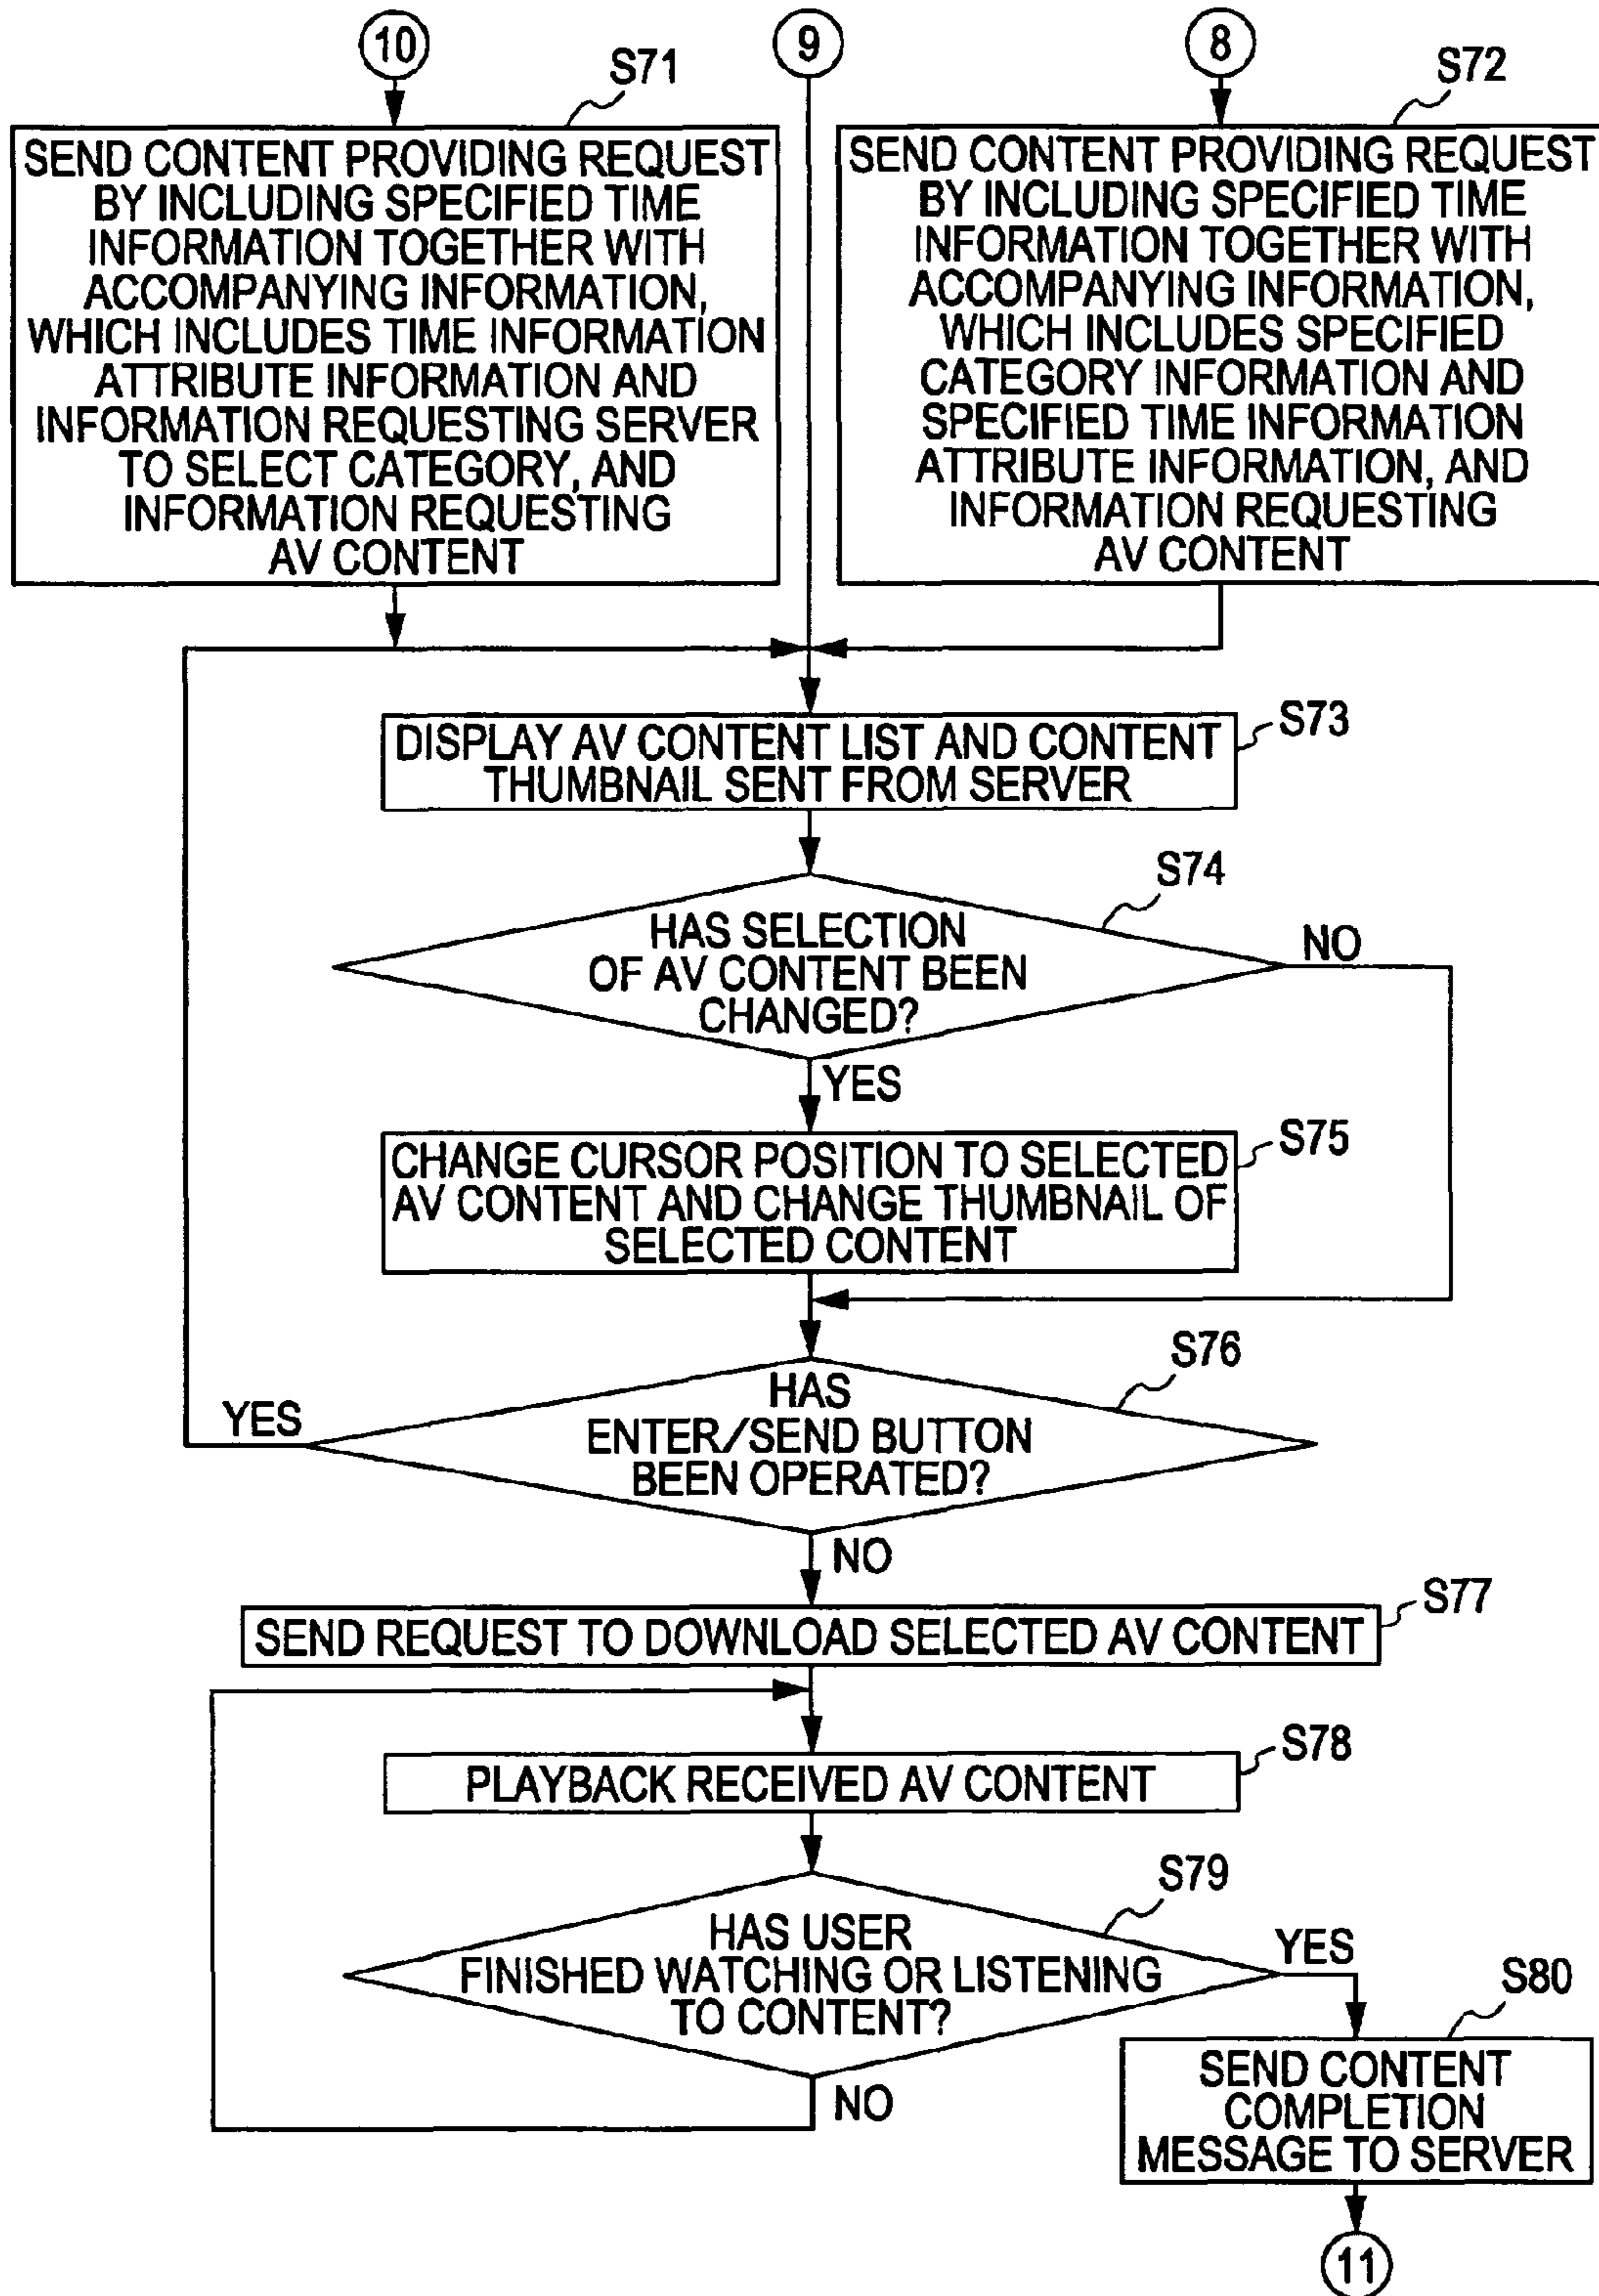 10
9
8
S71
S72
SEND CONTENT PROVIDING REQUEST
BY INCLUDING SPECIFIED TIME
INFORMATION TOGETHER WITH
ACCOMPANYING INFORMATION,
WHICH INCLUDES TIME INFORMATION
ATTRIBUTE INFORMATION AND
INFORMATION REQUESTING SERVER
TO SELECT CATEGORY, AND
INFORMATION REQUESTING
AV CONTENT
SEND CONTENT PROVIDING REQUEST
BY INCLUDING SPECIFIED TIME
INFORMATION TOGETHER WITH
ACCOMPANYING INFORMATION,
WHICH INCLUDES SPECIFIED
CATEGORY INFORMATION AND
SPECIFIED TIME INFORMATION
ATTRIBUTE INFORMATION, AND
INFORMATION REQUESTING
AV CONTENT
S73
DISPLAY AV CONTENT LIST AND CONTENT
THUMBNAIL SENT FROM SERVER
S74
HAS SELECTION
OF AV CONTENT BEEN
CHANGED?
NO
YES
S75
CHANGE CURSOR POSITION TO SELECTED
AV CONTENT AND CHANGE THUMBNAIL OF
SELECTED CONTENT
S76
HAS
ENTER/SEND BUTTON
BEEN OPERATED?
YES
NO
S77
SEND REQUEST TO DOWNLOAD SELECTED AV CONTENT
S78
PLAYBACK RECEIVED AV CONTENT
S79
HAS USER
FINISHED WATCHING OR LISTENING
TO CONTENT?
YES
NO
S80
SEND CONTENT
COMPLETION
MESSAGE TO SERVER
11